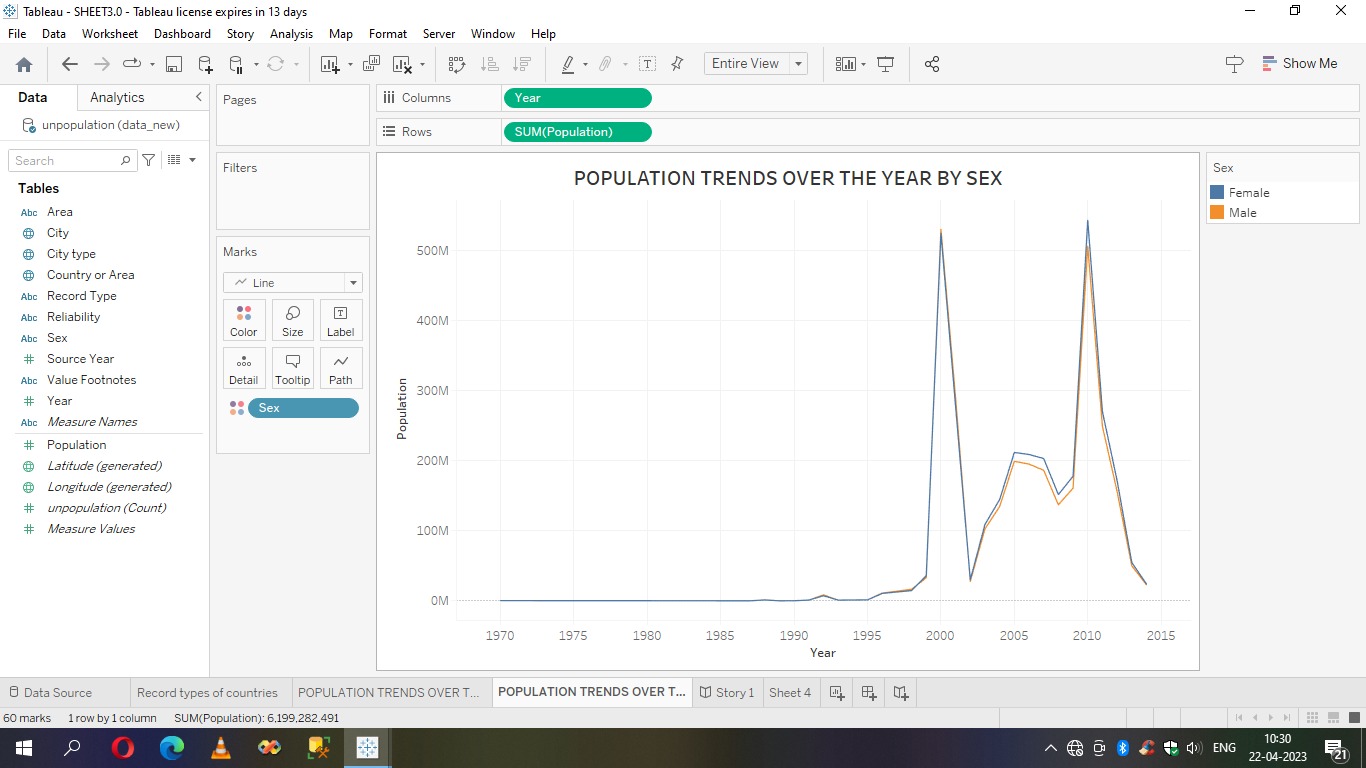 Tableau - SHEET3.0 - Tableau license expires in 13 days
File Data Worksheet Dashboard Story Analysis Map Format Server Window Help
Entire View
Show Me
Data Analytics
unpopulation (data_new)
Search
Tables
Abc Area
City
City type
Country or Area
Abc Record Type
Abc Reliability
Abc Sex
Source Year
Abc Value Footnotes
Year
Abc Measure Names
Population
Latitude (generated)
Longitude (generated)
unpopulation (Count)
Measure Values
Pages
Filters
Marks
Line
Color Size Label
Detail Tooltip Path
Sex
Columns Year
Rows SUM(Population)
POPULATION TRENDS OVER THE YEAR BY SEX
Population
500M
400M
300M
200M
100M
0M
1970 1975 1980 1985 1990 1995 2000 2005 2010 2015
Year
Sex
Female
Male
Data Source Record types of countries POPULATION TRENDS OVER T... POPULATION TRENDS OVER T... Story 1 Sheet 4
60 marks 1 row by 1 column SUM(Population): 6,199,282,491
ENG
10:30
22-04-2023
21